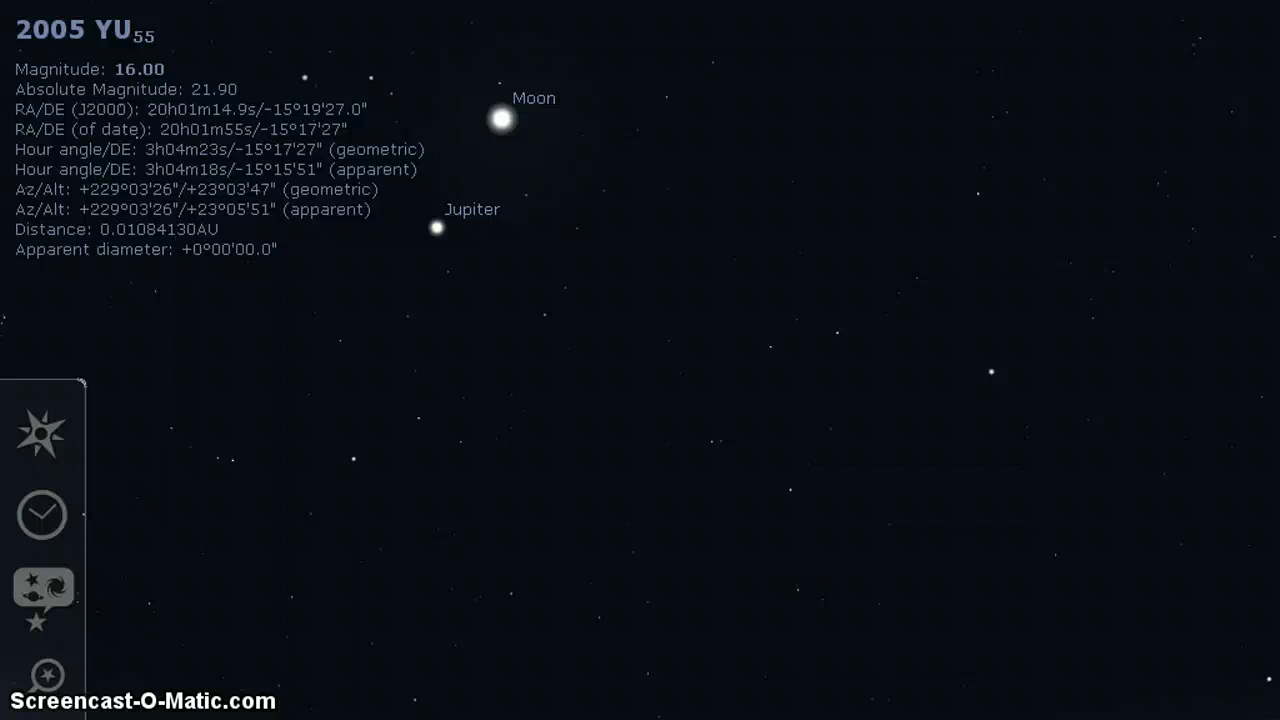 2005 YU55
Magnitude: 16.00
Absolute Magnitude: 21.90
RA/DE (J2000): 20h01m14.9s/-15°19'27.0"
RA/DE (of date): 20h01m55s/-15°17'27"
Hour angle/DE: 3h04m23s/-15°17'27" (geometric)
Hour angle/DE: 3h04m18s/-15°15'51" (apparent)
Az/Alt: +229°03'26"/+23°03'47" (geometric)
Az/Alt: +229°03'26"/+23°05'51" (apparent)
Distance: 0.01084130AU
Apparent diameter: +0°00'00.0"
Moon
Jupiter
Screencast-O-Matic.com